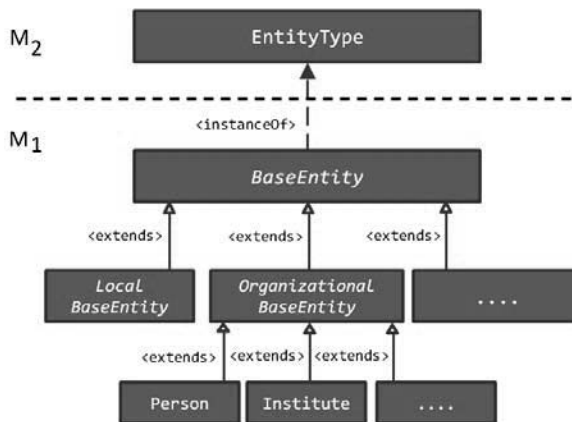 M2
EntityType
<instanceOf>
M1
BaseEntity
<extends>
<extends>
<extends>
Local
BaseEntity
Organizational
BaseEntity
....
<extends>
<extends>
<extends>
Person
Institute
....